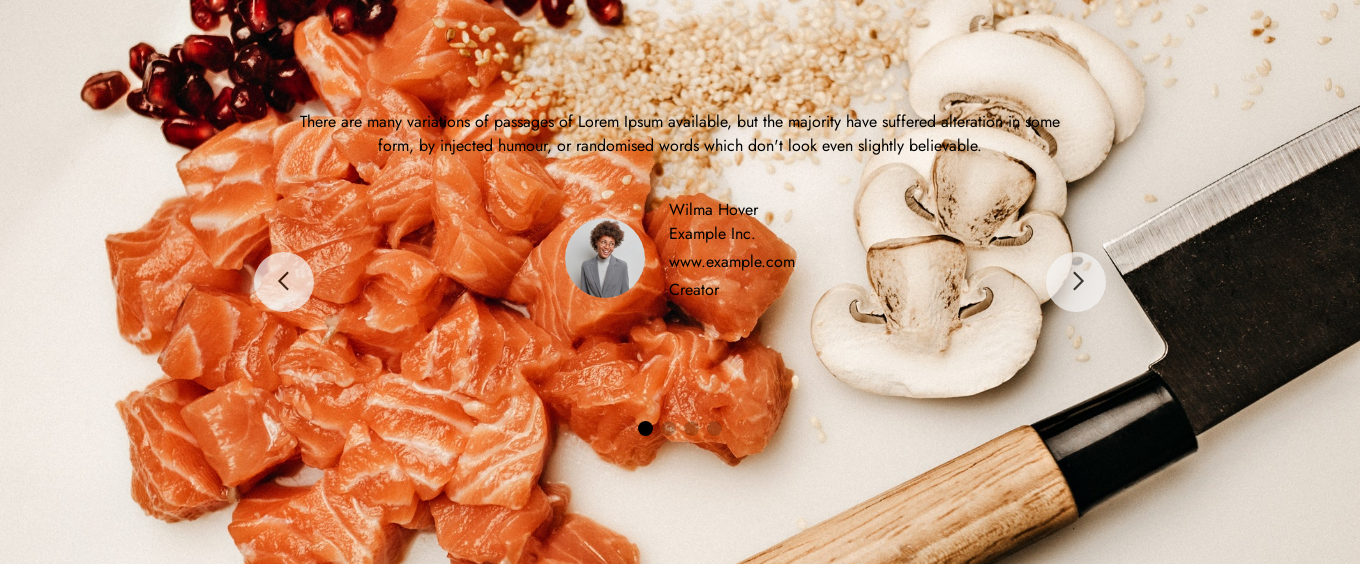 There are many variations of passages of Lorem Ipsum available, but the majority have suffered alteration in some
form, by injected humour, or randomised words which don't look even slightly believable.
Wilma Hover
Example Inc.
www.example.com
Creator